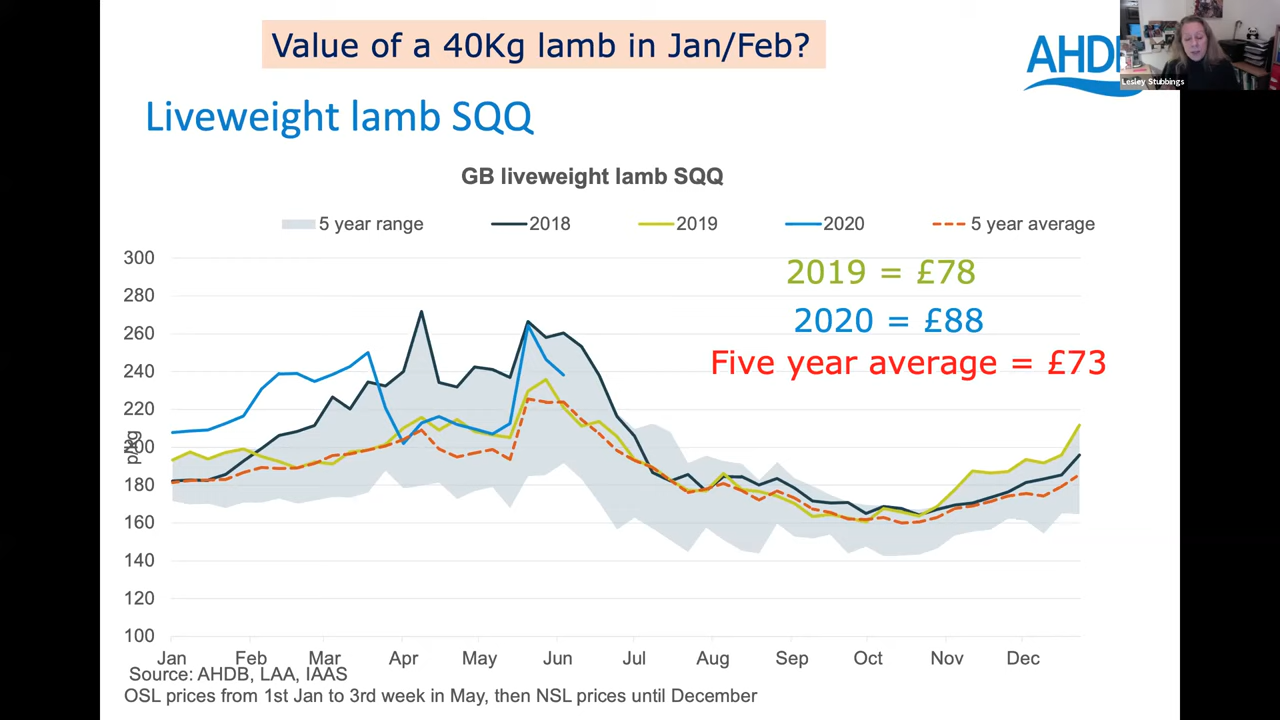 Value of a 40Kg lamb in Jan/Feb?
AHDB
Lesley Stubbings
Liveweight lamb SQQ
GB liveweight lamb SQQ
5 year range 2018 2019 2020 5 year average
2019 = £78
2020 = £88
Five year average = £73
p/kg
300
280
260
240
220
200
180
160
140
120
100
Jan Feb Mar Apr May Jun Jul Aug Sep Oct Nov Dec
Source: AHDB, LAA, IAAS
OSL prices from 1st Jan to 3rd week in May, then NSL prices until December